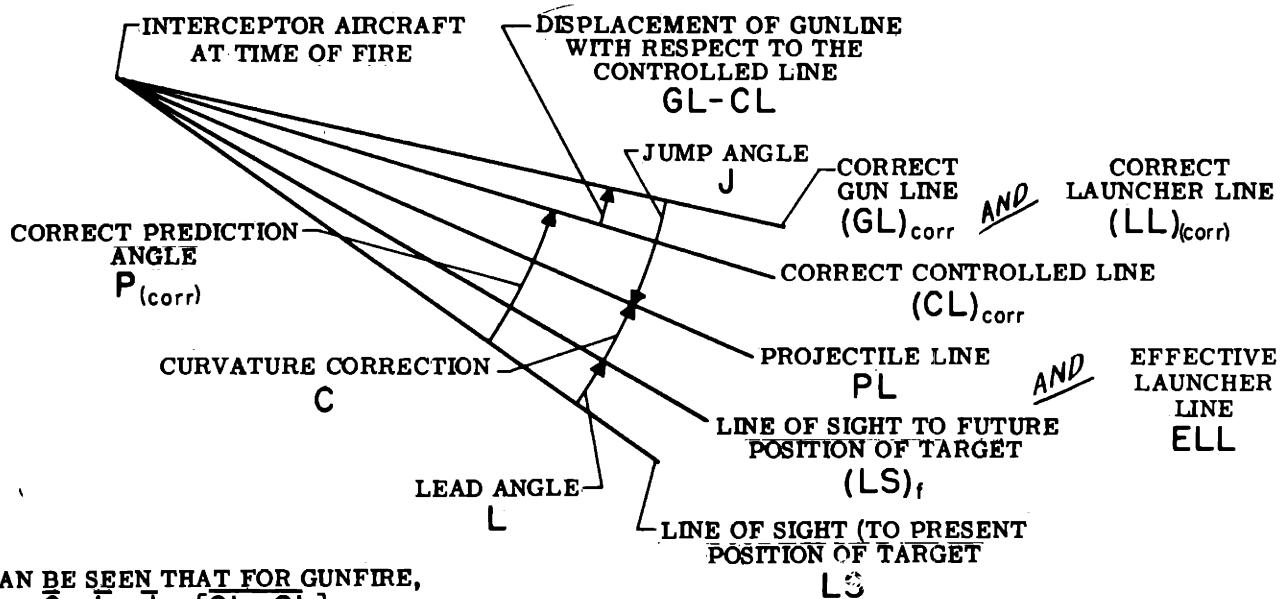 INTERCEPTOR AIRCRAFT
AT TIME OF FIRE
DISPLACEMENT OF GUNLINE
WITH RESPECT TO THE
CONTROLLED LINE
GL-CL
JUMP ANGLE
J
CORRECT
GUN LINE
(GL)corr
AND
CORRECT
LAUNCHER LINE
(LL)(corr)
CORRECT PREDICTION
ANGLE
P(corr)
CORRECT CONTROLLED LINE
(CL)corr
CURVATURE CORRECTION
C
PROJECTILE LINE
PL
AND
EFFECTIVE
LAUNCHER
LINE
ELL
LINE OF SIGHT TO FUTURE
POSITION OF TARGET
(LS)f
LEAD ANGLE
L
LINE OF SIGHT (TO PRESENT
POSITION OF TARGET
LS
AN BE SEEN THAT FOR GUNFIRE,